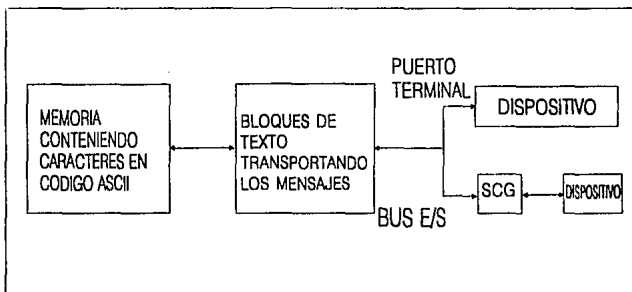 MEMORIA
CONTENIENDO
CARACTERES EN
CODIGO ASCII
BLOQUES DE
TEXTO
TRANSPORTANDO
LOS MENSAJES
PUERTO
TERMINAL
DISPOSITIVO
BUS E/S
SCG
DISPOSITIVO